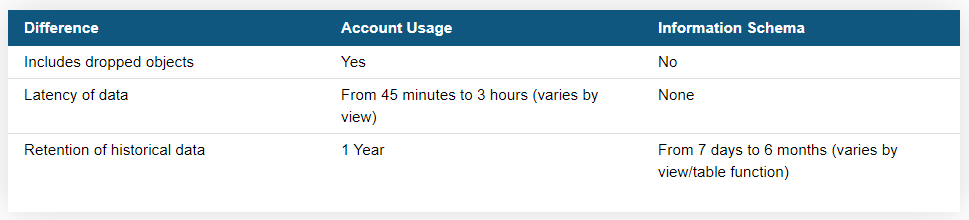 Difference Account Usage Information Schema
Includes dropped objects Yes No
Latency of data From 45 minutes to 3 hours (varies by None
view)
Retention of historical data 1 Year From 7 days to 6 months (varies by
view/table function)